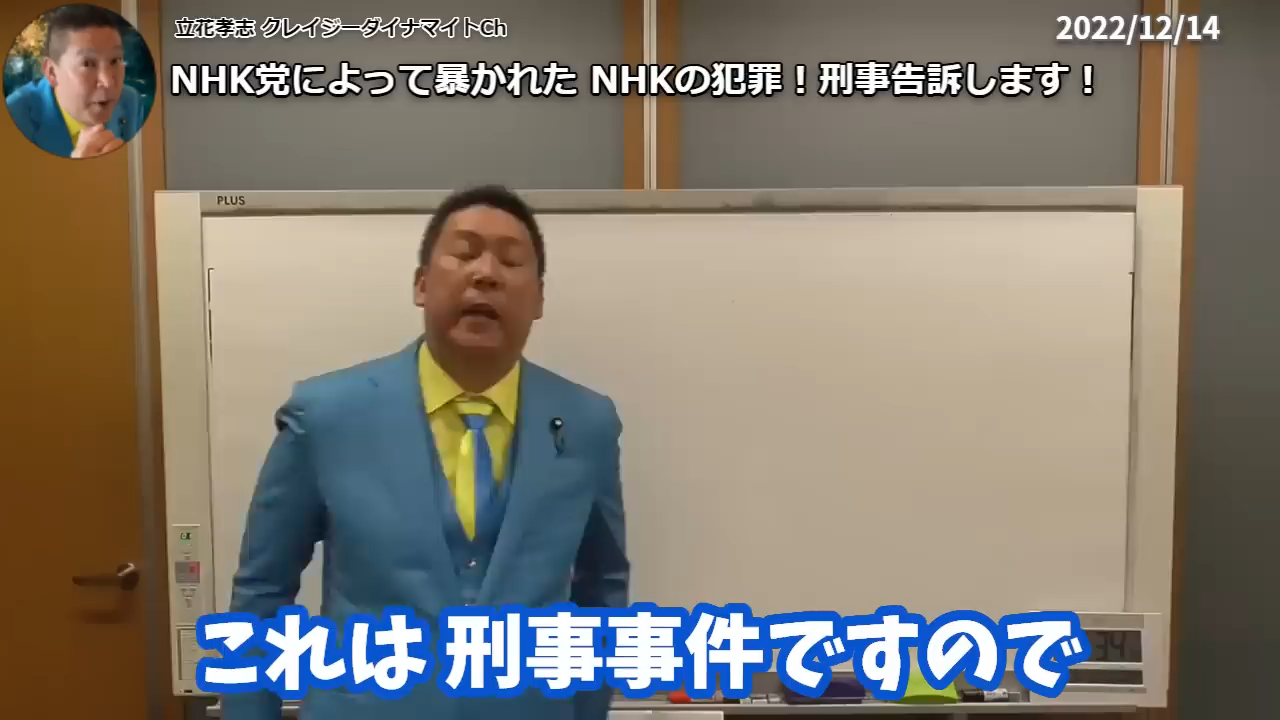 立花孝志 クレイジーダイナマイトCh
2022/12/14
NHK党によって暴かれた NHKの犯罪！刑事告訴します！
PLUS
これは 刑事事件ですので